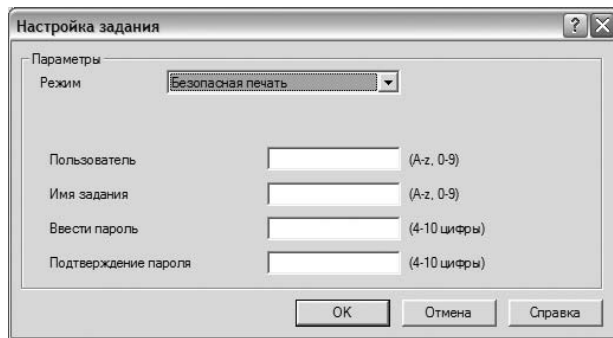 Настройка задания
Параметры
Режим Безопасная печать
Пользователь (A-z, 0-9)
Имя задания (A-z, 0-9)
Ввести пароль (4-10 цифры)
Подтверждение пароля (4-10 цифры)
OK Отмена Справка